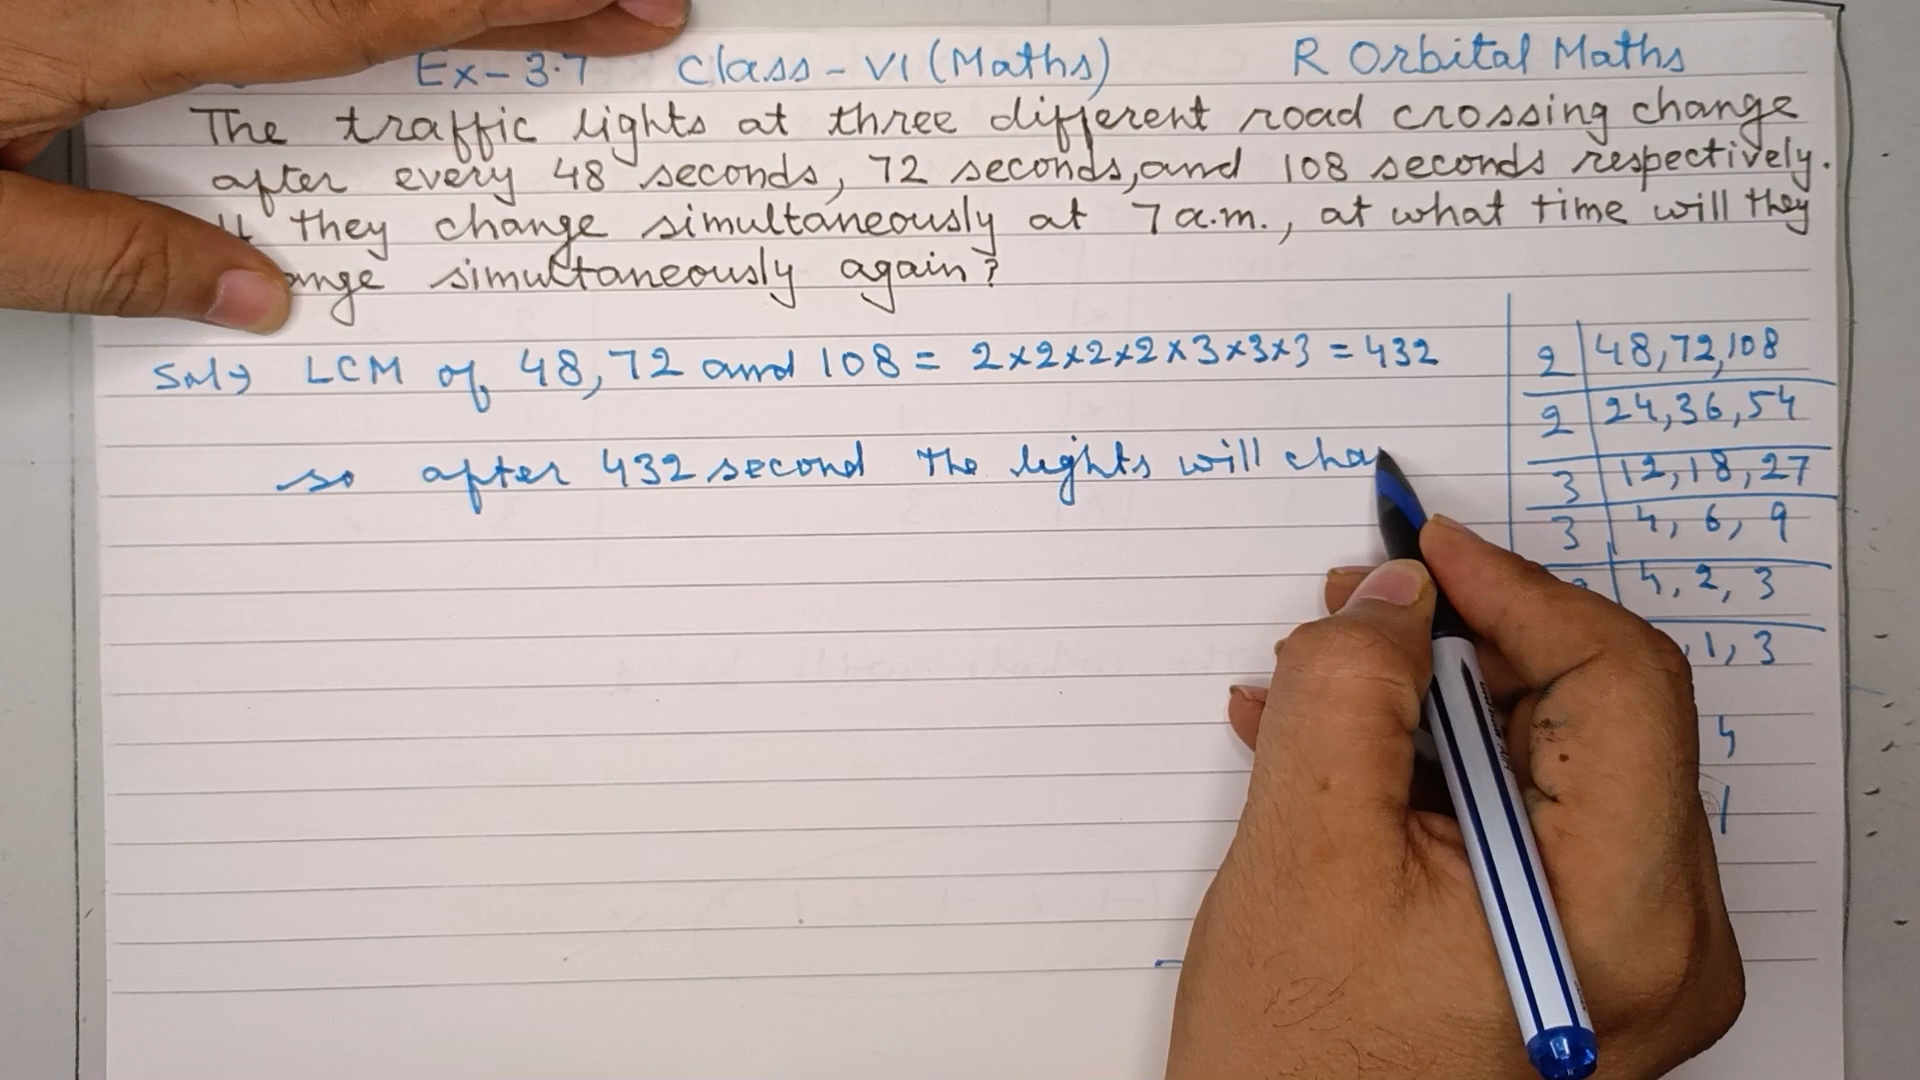 Ex-3.7 Class-VI (Maths) R Orbital Maths
The traffic lights at three different road crossing change
after every 48 seconds, 72 seconds, and 108 seconds respectively.
they change simultaneously at 7 a.m., at what time will they
ange simultaneously again?
Sol→ LCM of 48, 72 and 108 = 2×2×2×2×3×3×3 = 432
so after 432 second the lights will cha
2 48, 72, 108
2 24, 36, 54
3 12, 18, 27
3 4, 6, 9
4, 2, 3
, 1, 3